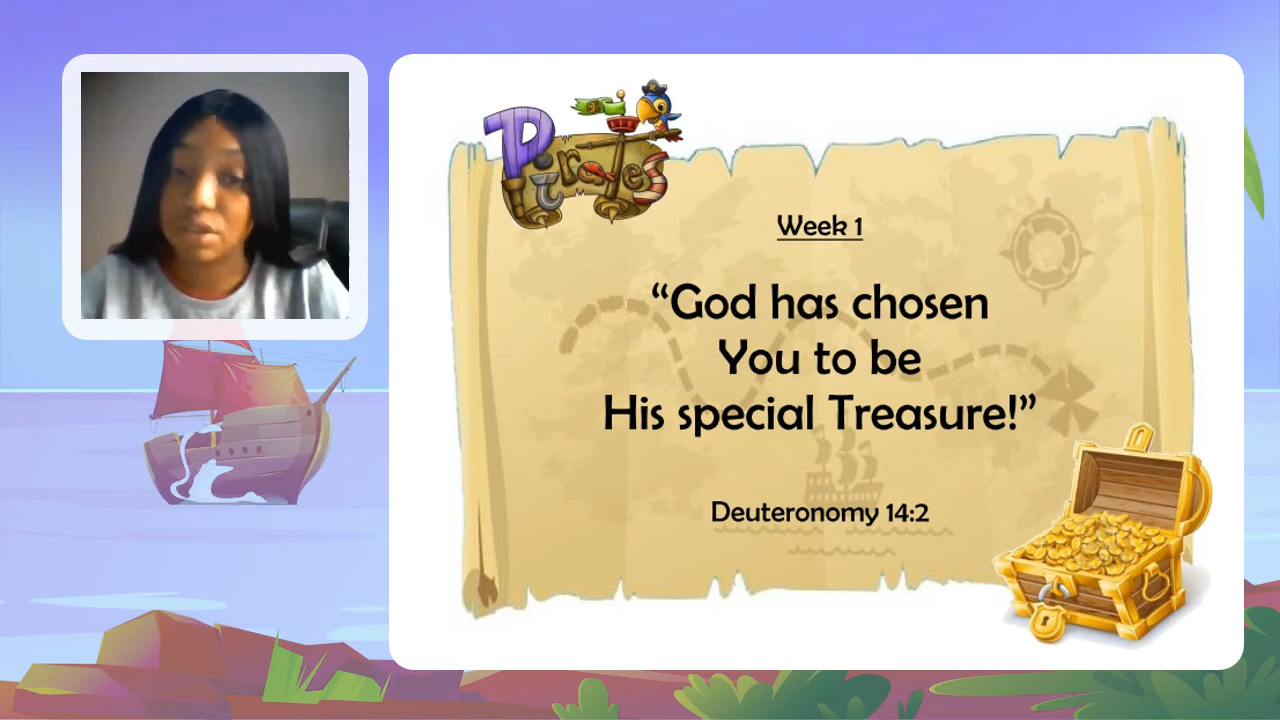 Pirates
Week 1
“God has chosen
You to be
His special Treasure!”
Deuteronomy 14:2